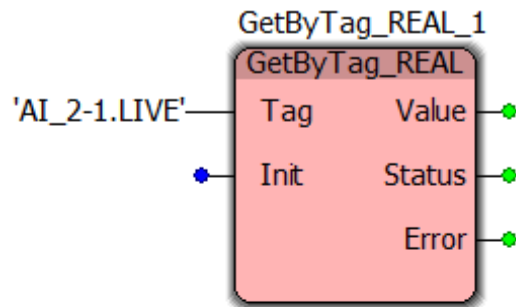 GetByTag_REAL_1
GetByTag_REAL
'AI_2-1.LIVE' Tag Value
Init Status
Error